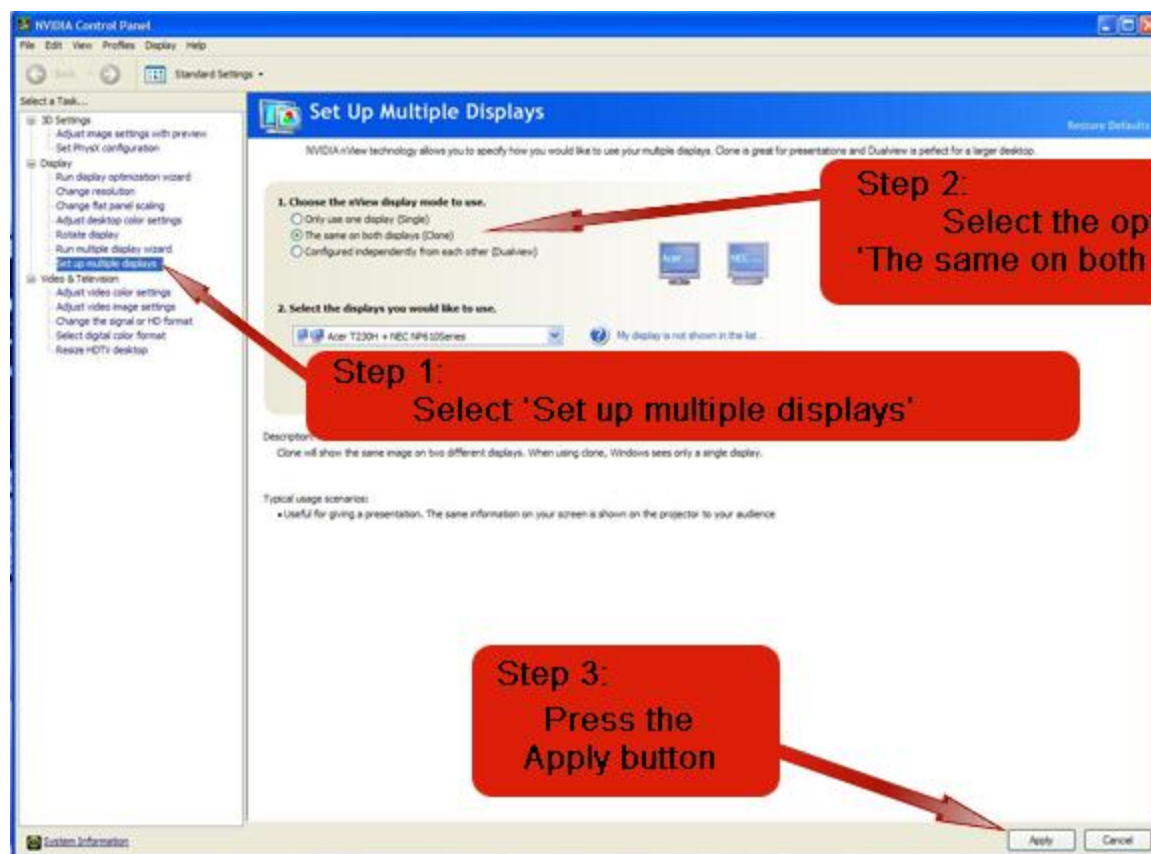 NVIDIA Control Panel
File Edit View Profiles Display Help
Back
Standard Settings
Select a Task...
3D Settings
Adjust image settings with preview
Set PhysX configuration
Display
Run display optimization wizard
Change resolution
Change flat panel scaling
Adjust desktop color settings
Rotate display
Run multiple display wizard
Set up multiple displays
Video & Television
Adjust video color settings
Adjust video image settings
Change the signal or HD format
Select digital color format
Resize HDTV desktop
Set Up Multiple Displays
Restore Defaults
NVIDIA nView technology allows you to specify how you would like to use your multiple displays. Clone is great for presentations and Dualview is perfect for a larger desktop.
1. Choose the nView display mode to use.
Only use one display (Single)
The same on both displays (Clone)
Configured independently from each other (Dualview)
Acer
NEC
Step 2:
Select the op
'The same on both
2. Select the displays you would like to use.
Acer T230H + NEC NP610Series
My display is not shown in the list...
Step 1:
Select 'Set up multiple displays'
Description:
Clone will show the same image on two different displays. When using clone, Windows sees only a single display.
Typical usage scenarios:
• Useful for giving a presentation. The same information on your screen is shown on the projector to your audience
Step 3:
Press the
Apply button
System Information
Apply
Cancel